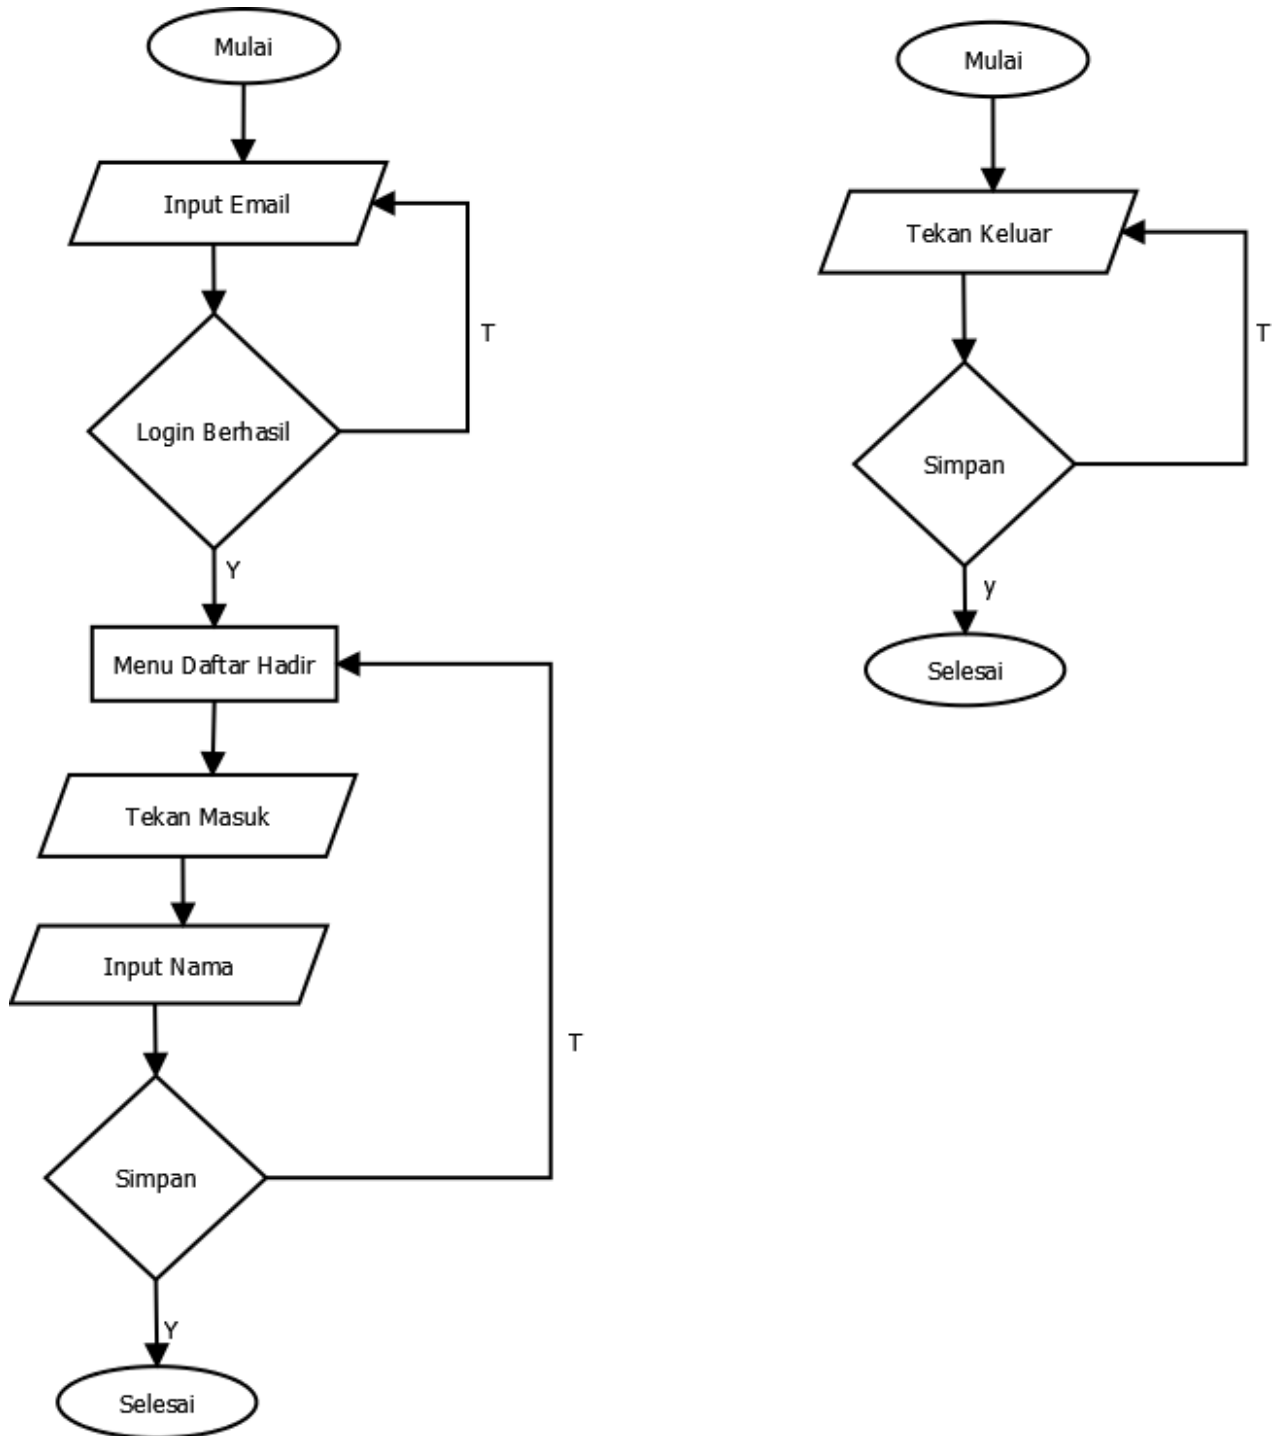 Mulai
Input Email
T
Login Berhasil
Y
Menu Daftar Hadir
Tekan Masuk
Input Nama
T
Simpan
Y
Selesai
Mulai
Tekan Keluar
T
Simpan
y
Selesai